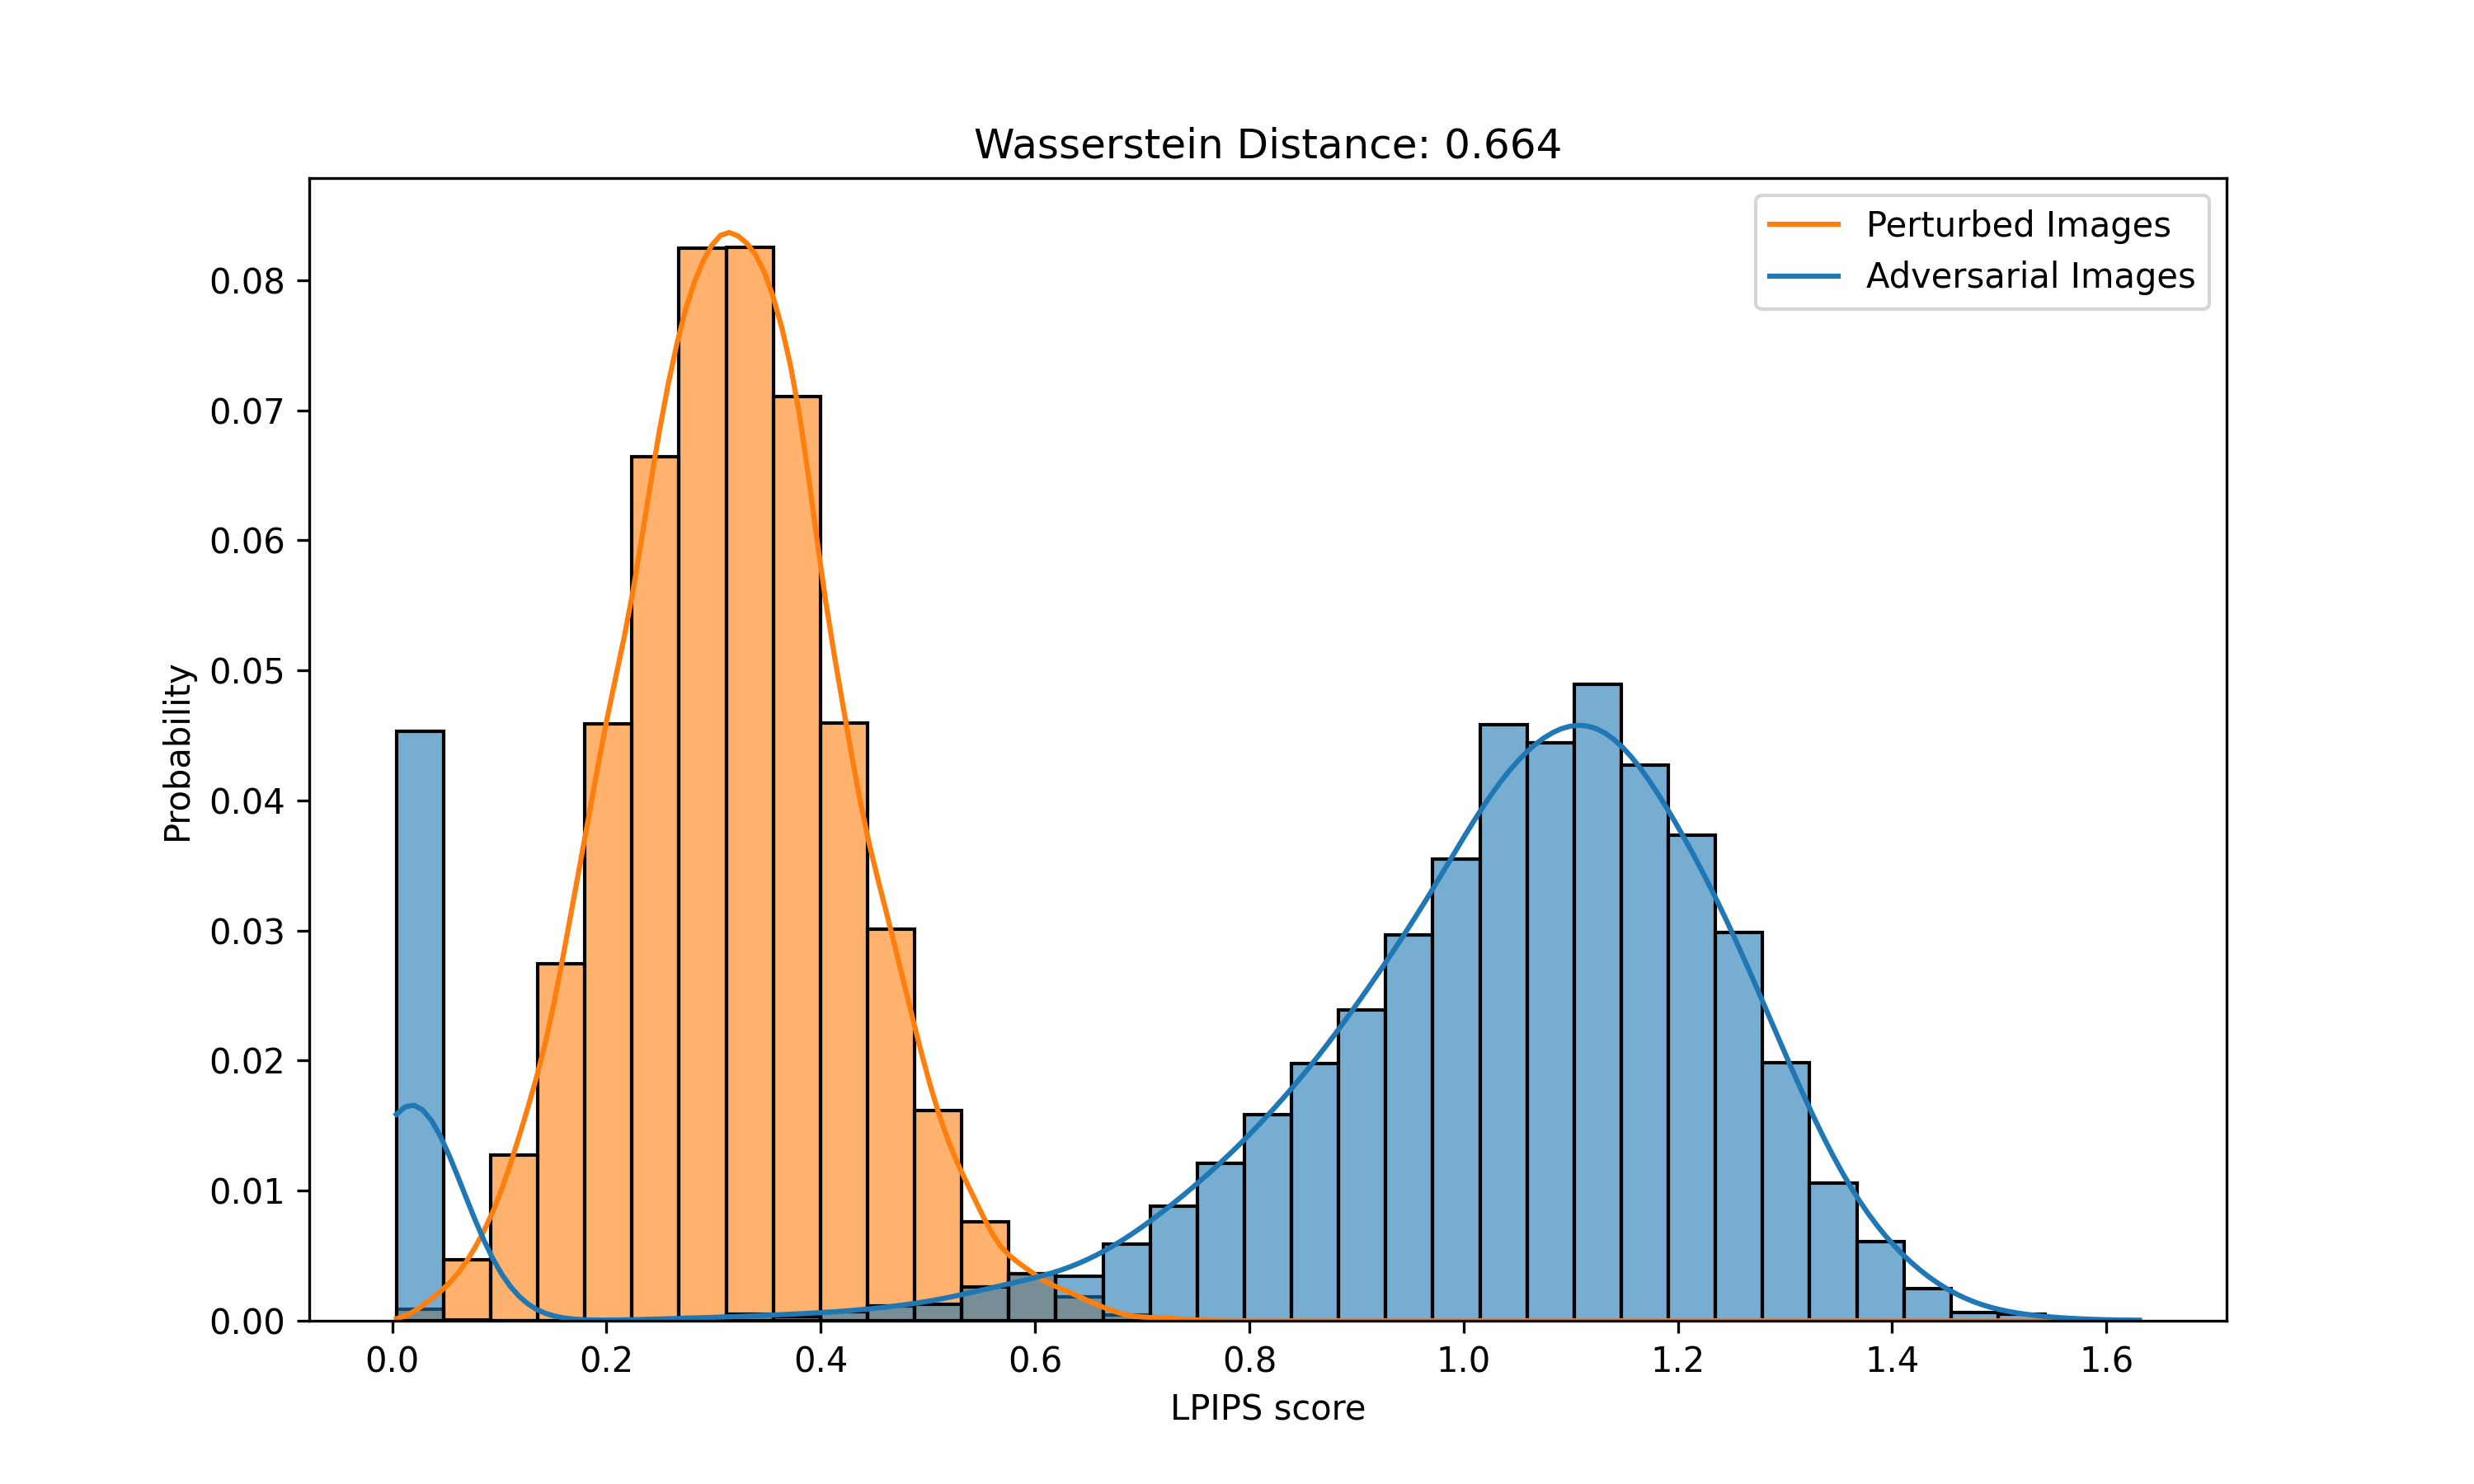 Wasserstein Distance: 0.664
Perturbed Images
Adversarial Images
Probability
0.08
0.07
0.06
0.05
0.04
0.03
0.02
0.01
0.00
0.0 0.2 0.4 0.6 0.8 1.0 1.2 1.4 1.6
LPIPS score